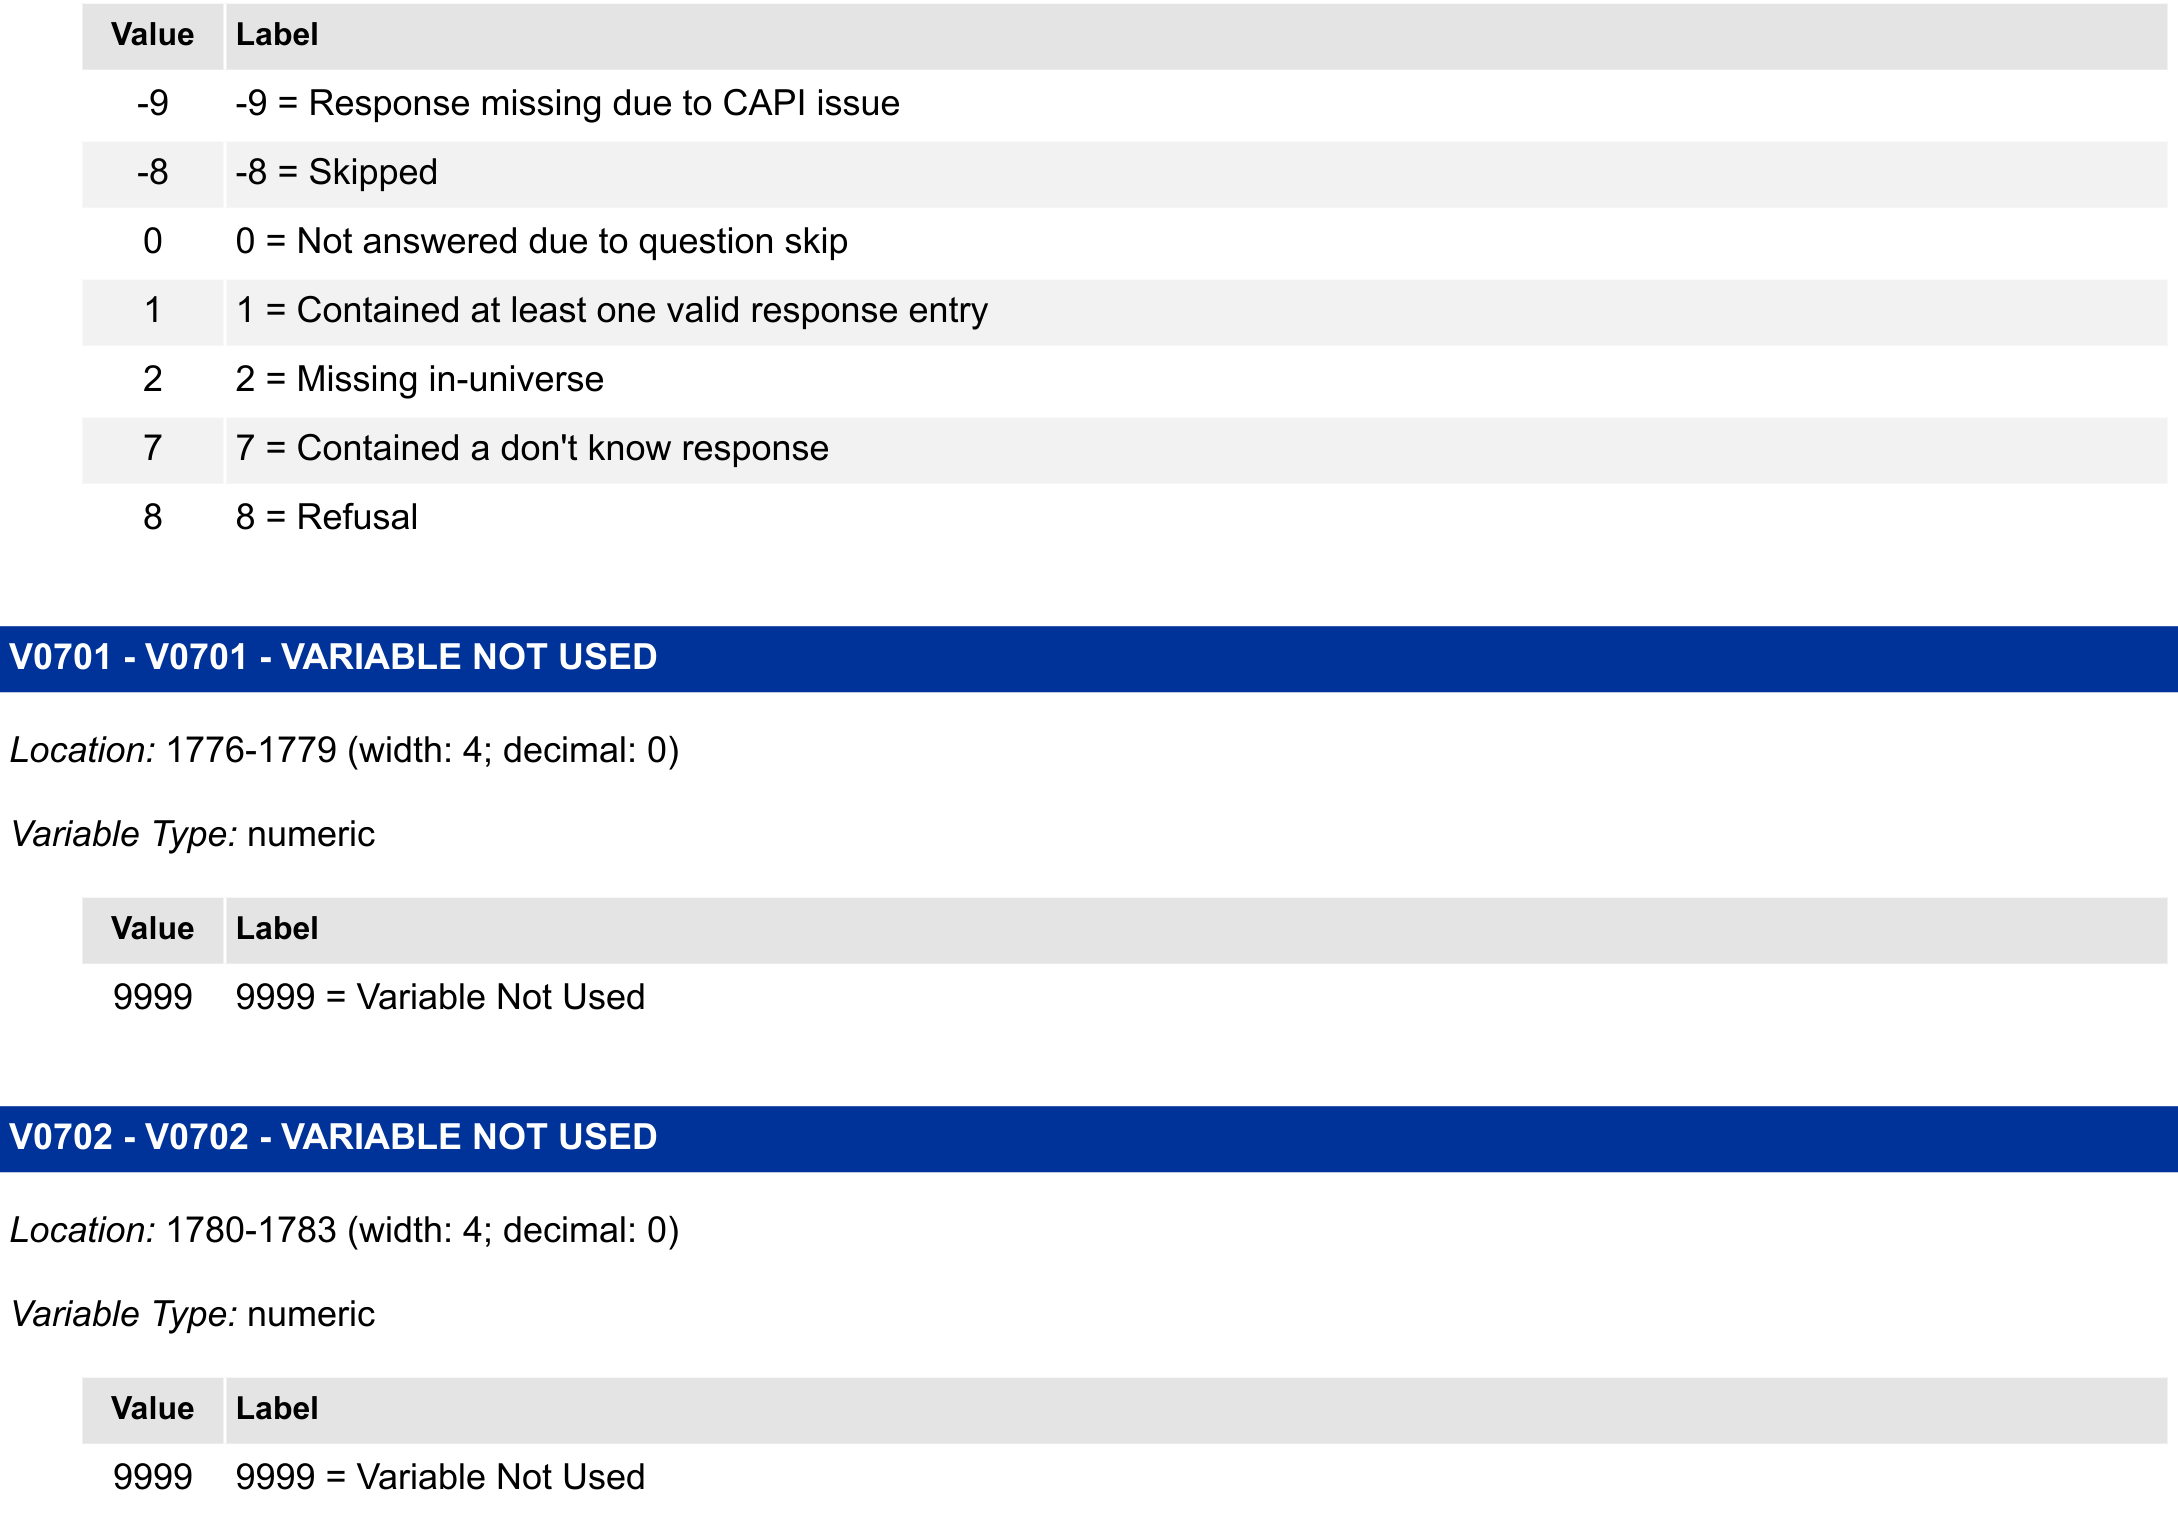 Value Label
-9 -9 = Response missing due to CAPI issue
-8 -8 = Skipped
0 0 = Not answered due to question skip
1 1 = Contained at least one valid response entry
2 2 = Missing in-universe
7 7 = Contained a don't know response
8 8 = Refusal
V0701 - V0701 - VARIABLE NOT USED
Location: 1776-1779 (width: 4; decimal: 0)
Variable Type: numeric
Value Label
9999 9999 = Variable Not Used
V0702 - V0702 - VARIABLE NOT USED
Location: 1780-1783 (width: 4; decimal: 0)
Variable Type: numeric
Value Label
9999 9999 = Variable Not Used